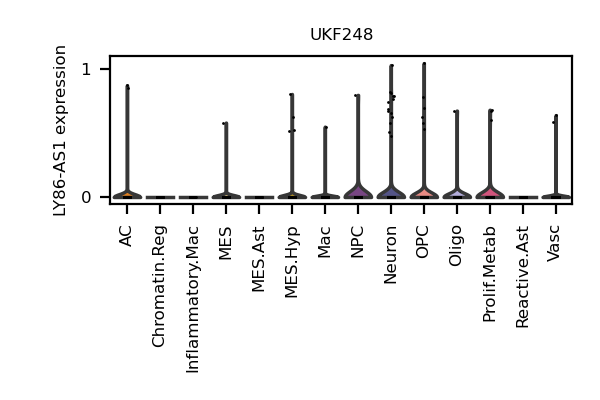 UKF248
LY86-AS1 expression
1
0
AC
Chromatin.Reg
Inflammatory.Mac
MES
MES.Ast
MES.Hyp
Mac
NPC
Neuron
OPC
Oligo
Prolif.Metab
Reactive.Ast
Vasc